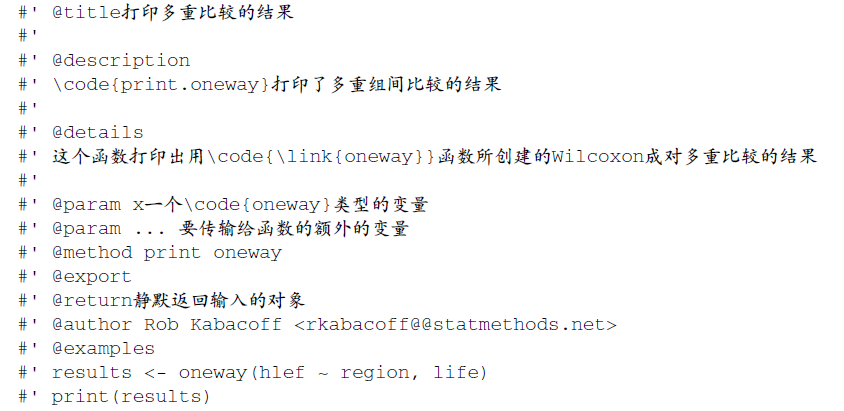 #' @title打印多重比较的结果
#'
#' @description
#' \code{print.oneway}打印了多重组间比较的结果
#'
#' @details
#' 这个函数打印出用\code{\link{oneway}}函数所创建的Wilcoxon成对多重比较的结果
#'
#' @param x一个\code{oneway}类型的变量
#' @param ... 要传输给函数的额外的变量
#' @method print oneway
#' @export
#' @return静默返回输入的对象
#' @author Rob Kabacoff <rkabacoff@@statmethods.net>
#' @examples
#' results <- oneway(hlef ~ region, life)
#' print(results)